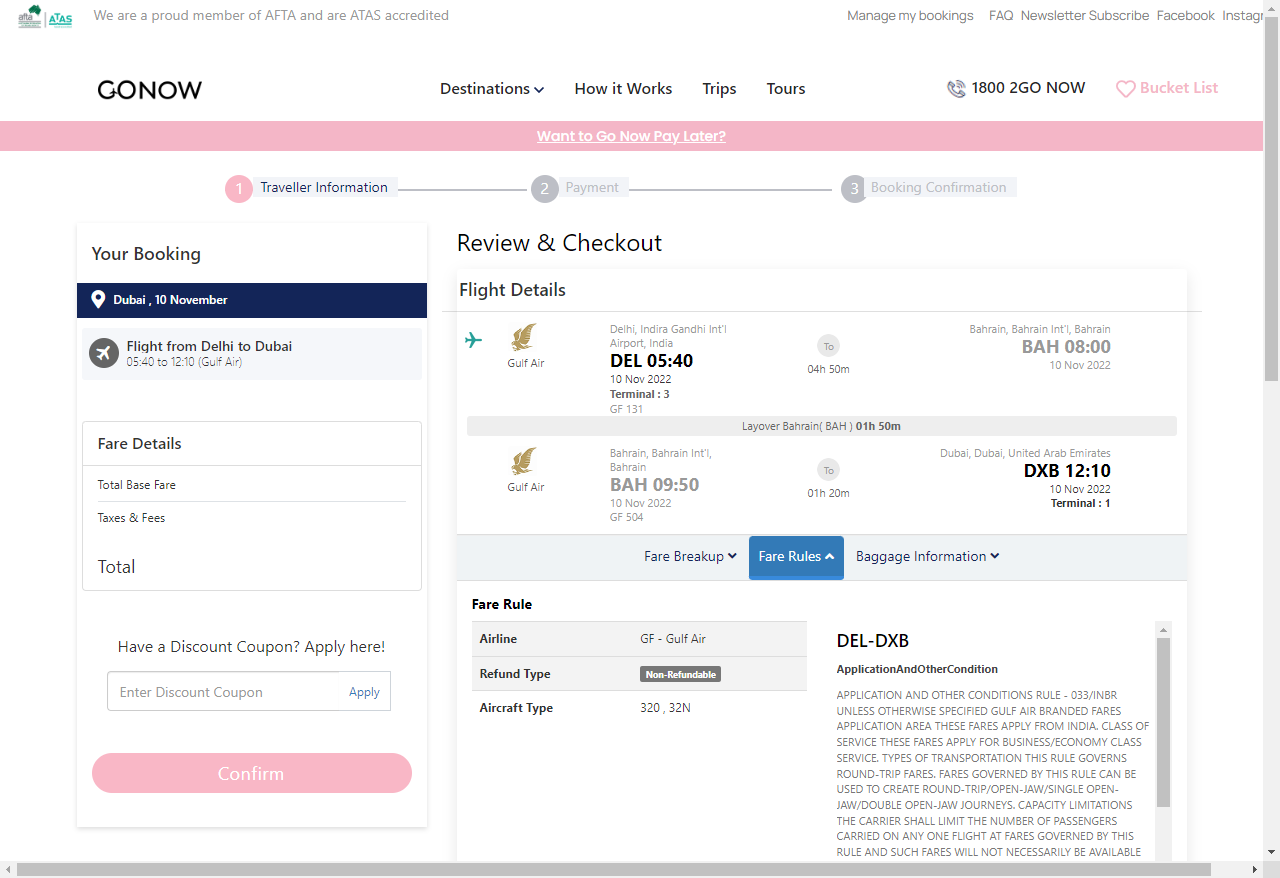 afta ATAS We are a proud member of AFTA and are ATAS accredited
Manage my bookings FAQ Newsletter Subscribe Facebook Instagr
GONOW Destinations How it Works Trips Tours 1800 2GO NOW Bucket List
Want to Go Now Pay Later?
1 Traveller Information 2 Payment 3 Booking Confirmation
Your Booking
Dubai , 10 November
Flight from Delhi to Dubai
05:40 to 12:10 (Gulf Air)
Fare Details
Total Base Fare
Taxes & Fees
Total
Have a Discount Coupon? Apply here!
Enter Discount Coupon Apply
Confirm
Review & Checkout
Flight Details
Gulf Air
Delhi, Indira Gandhi Int'l
Airport, India
DEL 05:40
10 Nov 2022
Terminal : 3
GF 131
To
04h 50m
Bahrain, Bahrain Int'l, Bahrain
BAH 08:00
10 Nov 2022
Layover Bahrain( BAH ) 01h 50m
Gulf Air
Bahrain, Bahrain Int'l,
Bahrain
BAH 09:50
10 Nov 2022
GF 504
To
01h 20m
Dubai, Dubai, United Arab Emirates
DXB 12:10
10 Nov 2022
Terminal : 1
Fare Breakup Fare Rules Baggage Information
Fare Rule
Airline GF - Gulf Air
Refund Type Non-Refundable
Aircraft Type 320 , 32N
DEL-DXB
ApplicationAndOtherCondition
APPLICATION AND OTHER CONDITIONS RULE - 033/INBR
UNLESS OTHERWISE SPECIFIED GULF AIR BRANDED FARES
APPLICATION AREA THESE FARES APPLY FROM INDIA. CLASS OF
SERVICE THESE FARES APPLY FOR BUSINESS/ECONOMY CLASS
SERVICE. TYPES OF TRANSPORTATION THIS RULE GOVERNS
ROUND-TRIP FARES. FARES GOVERNED BY THIS RULE CAN BE
USED TO CREATE ROUND-TRIP/OPEN-JAW/SINGLE OPEN-
JAW/DOUBLE OPEN-JAW JOURNEYS. CAPACITY LIMITATIONS
THE CARRIER SHALL LIMIT THE NUMBER OF PASSENGERS
CARRIED ON ANY ONE FLIGHT AT FARES GOVERNED BY THIS
RULE AND SUCH FARES WILL NOT NECESSARILY BE AVAILABLE